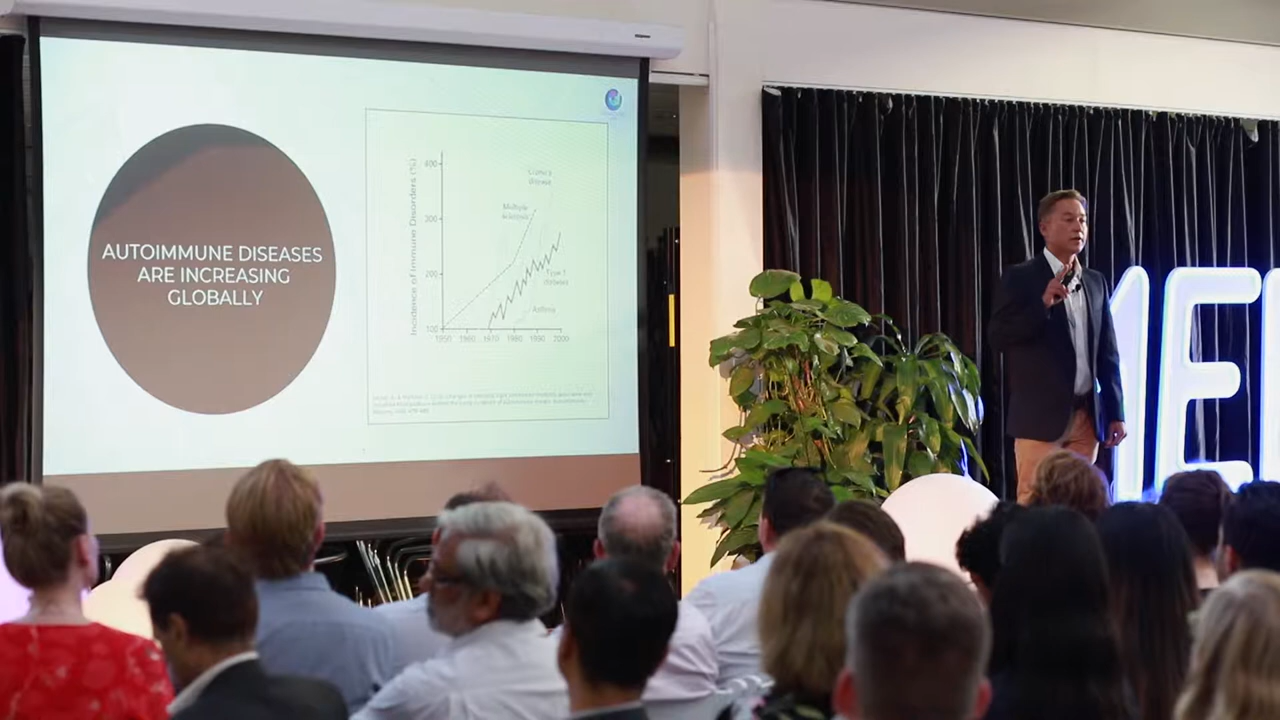 AUTOIMMUNE DISEASES
ARE INCREASING
GLOBALLY
Incidence of Immune Disorders (%)
400
300
200
100
Crohn's
disease
Multiple
sclerosis
Type 1
diabetes
Asthma
1950 1960 1970 1980 1990 2000
1EI